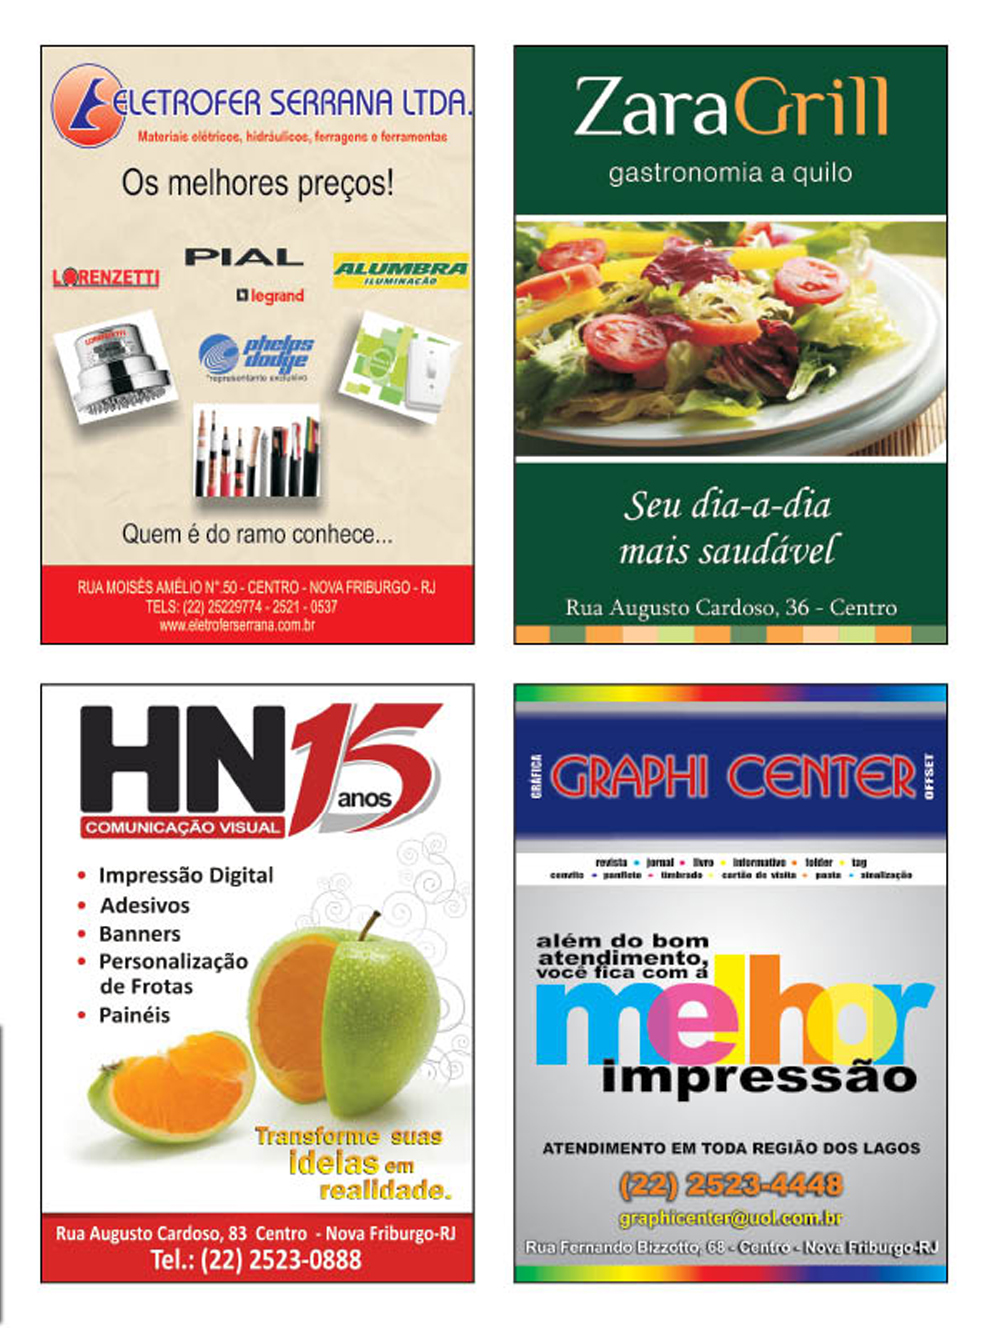 ELETROFER SERRANA LTDA.
Materiais elétricos, hidráulicos, ferragens e ferramentas
Os melhores preços!
LORENZETTI
PIAL
legrand
ALUMBRA
ILUMINAÇÃO
phelps
dodge
*representante exclusivo
LORENZETTI
Quem é do ramo conhece...
RUA MOISÉS AMÉLIO N°.50 - CENTRO - NOVA FRIBURGO - RJ
TELS: (22) 25229774 - 2521 - 0537
www.eletroferserrana.com.br
ZaraGrill
gastronomia a quilo
Seu dia-a-dia
mais saudável
Rua Augusto Cardoso, 36 - Centro
HN15
anos
COMUNICAÇÃO VISUAL
• Impressão Digital
• Adesivos
• Banners
• Personalização
de Frotas
• Painéis
Transforme suas
ideias em
realidade.
Rua Augusto Cardoso, 83 Centro - Nova Friburgo-RJ
Tel.: (22) 2523-0888
GRÁFICA
GRAPHI CENTER
OFFSET
revista • jornal • livro • informativo • folder • tag
convite • panfleto • timbrado • cartão de visita • pasta • sinalização
além do bom
atendimento,
você fica com a
melhor
impressão
ATENDIMENTO EM TODA REGIÃO DOS LAGOS
(22) 2523-4448
graphicenter@uol.com.br
Rua Fernando Bizzotto, 68 - Centro - Nova Friburgo-RJ